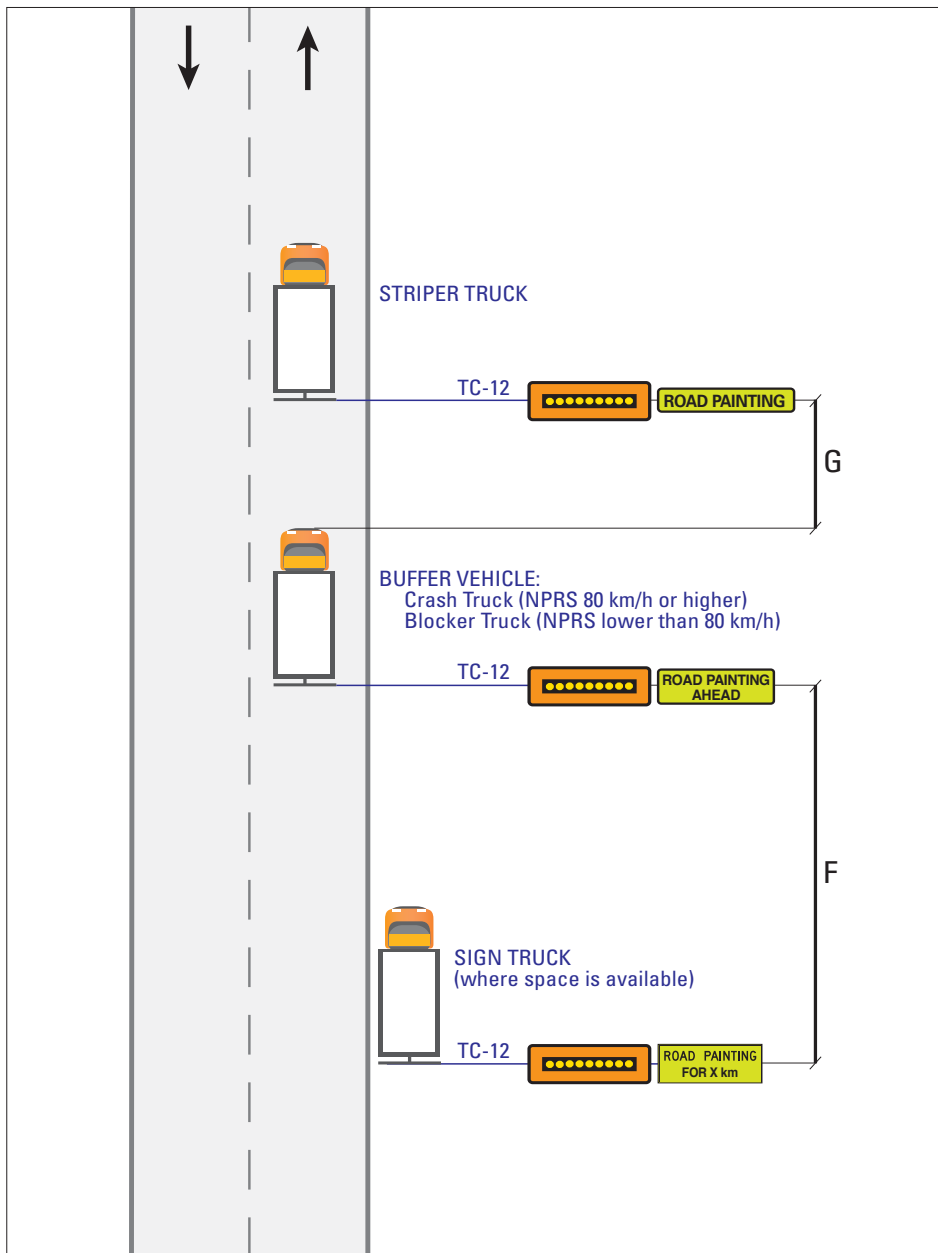 STRIPER TRUCK
TC-12
ROAD PAINTING
G
BUFFER VEHICLE:
Crash Truck (NPRS 80 km/h or higher)
Blocker Truck (NPRS lower than 80 km/h)
TC-12
ROAD PAINTING
AHEAD
F
SIGN TRUCK
(where space is available)
TC-12
ROAD PAINTING
FOR X km